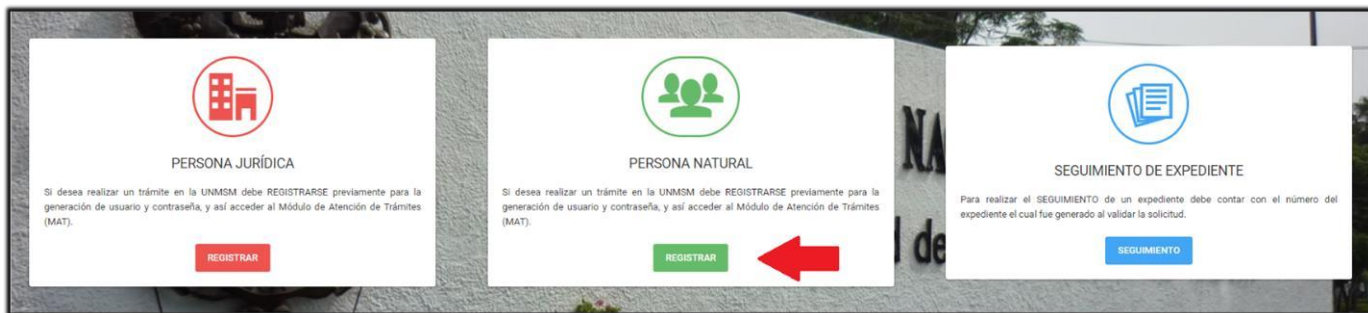 PERSONA JURÍDICA
Si desea realizar un trámite en la UNMSM debe REGISTRARSE previamente para la
generación de usuario y contraseña, y así acceder al Módulo de Atención de Trámites
(MAT).
REGISTRAR
PERSONA NATURAL
Si desea realizar un trámite en la UNMSM debe REGISTRARSE previamente para la
generación de usuario y contraseña, y así acceder al Módulo de Atención de Trámites
(MAT).
REGISTRAR
NA
d de
SEGUIMIENTO DE EXPEDIENTE
Para realizar el SEGUIMIENTO de un expediente debe contar con el número del
expediente el cual fue generado al validar la solicitud.
SEGUIMIENTO